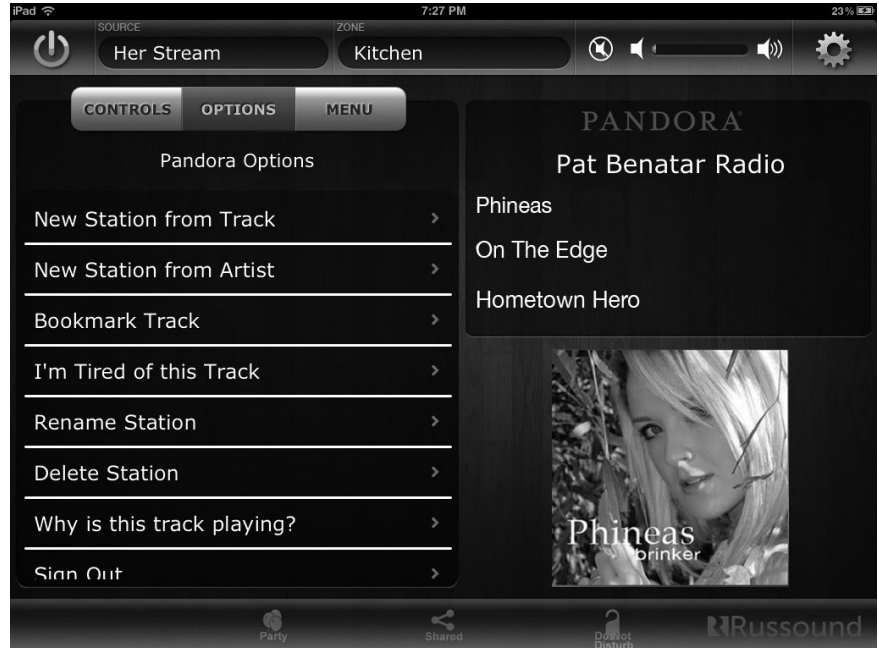 iPad 7:27 PM 23%
SOURCE ZONE
Her Stream Kitchen
CONTROLS OPTIONS MENU
PANDORA®
Pandora Options
Pat Benatar Radio
New Station from Track
New Station from Artist
Bookmark Track
I'm Tired of this Track
Rename Station
Delete Station
Why is this track playing?
Sign Out
Phineas
On The Edge
Hometown Hero
Phineas
brinker
Party
Shared
Do Not
Disturb
Russound